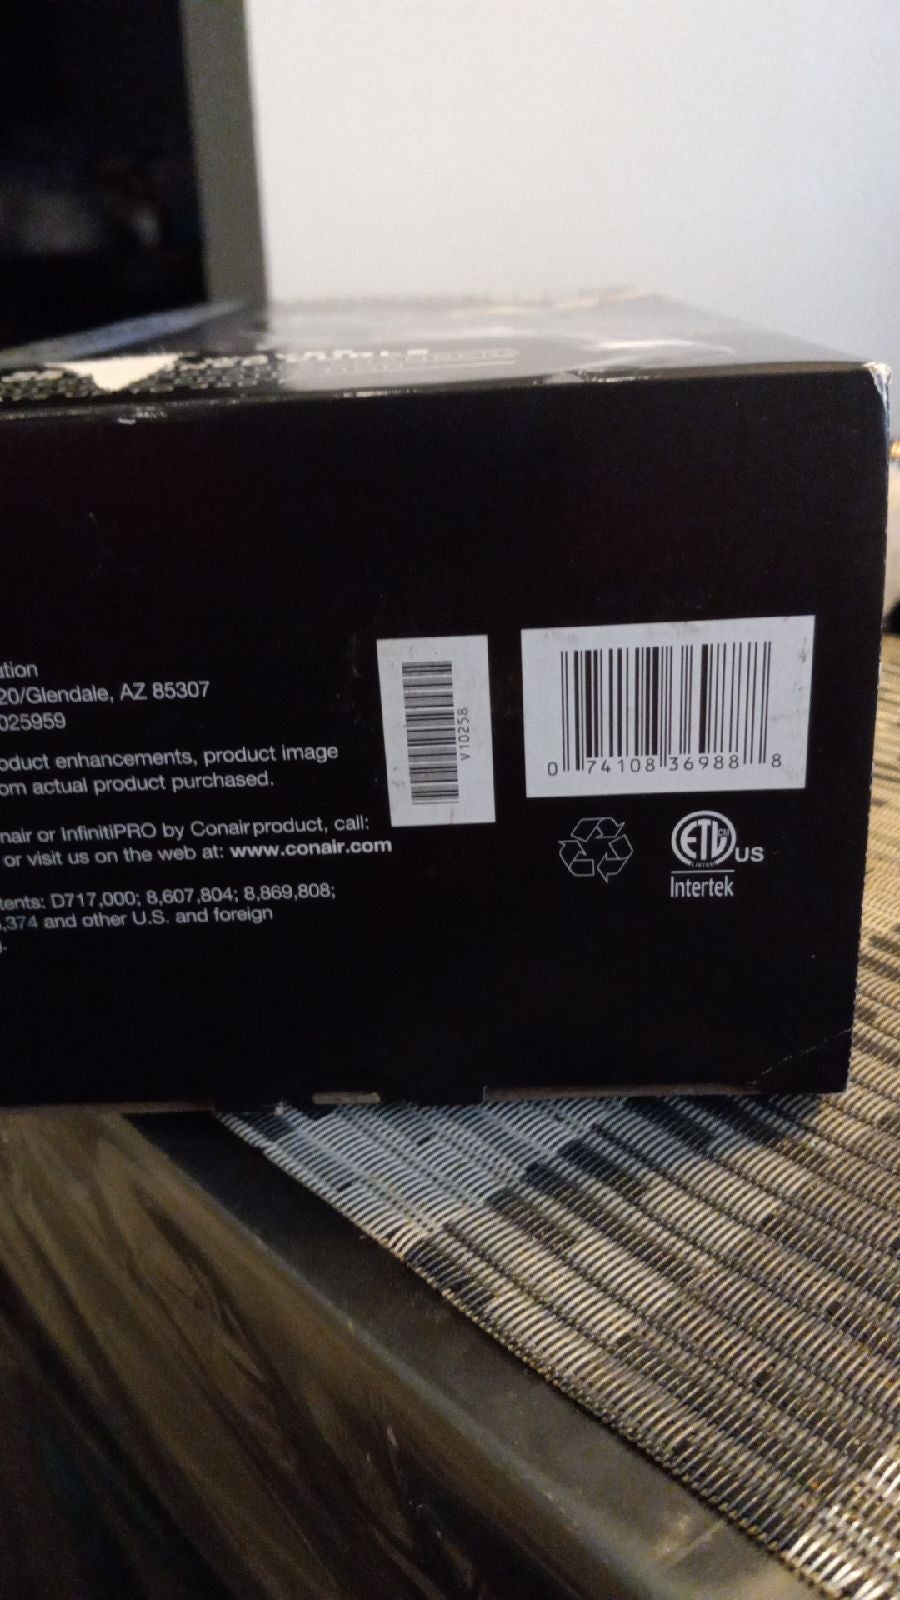 ation
20/Glendale, AZ 85307
025959
oduct enhancements, product image
om actual product purchased.
nair or InfinitiPRO by Conair product, call:
or visit us on the web at: www.conair.com
tents: D717,000; 8,607,804; 8,869,808;
,374 and other U.S. and foreign
V10258
0 74108 36988 8
ETL
LISTED
US
Intertek